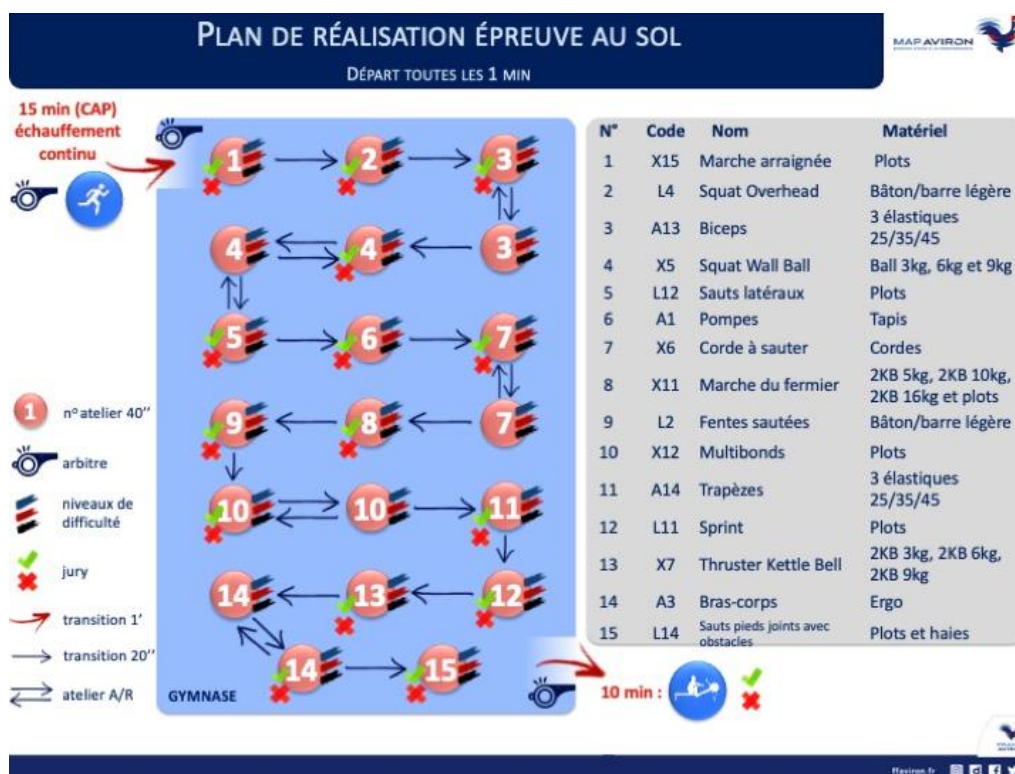 PLAN DE RÉALISATION ÉPREUVE AU SOL
MAP AVIRON
DÉPART TOUTES LES 1 MIN
15 min (CAP)
échauffement
continu
1 2 3
4 4 3
5 6 7
9 8 7
10 10 11
14 13 12
14 15
GYMNASE
1 n° atelier 40''
arbitre
niveaux de
difficulté
jury
transition 1'
transition 20''
atelier A/R
N° Code Nom Matériel
1 X15 Marche arraignée Plots
2 L4 Squat Overhead Bâton/barre légère
3 A13 Biceps 3 élastiques
25/35/45
4 X5 Squat Wall Ball Ball 3kg, 6kg et 9kg
5 L12 Sauts latéraux Plots
6 A1 Pompes Tapis
7 X6 Corde à sauter Cordes
8 X11 Marche du fermier 2KB 5kg, 2KB 10kg,
2KB 16kg et plots
9 L2 Fentes sautées Bâton/barre légère
10 X12 Multibonds Plots
11 A14 Trapèzes 3 élastiques
25/35/45
12 L11 Sprint Plots
13 X7 Thruster Kettle Bell 2KB 3kg, 2KB 6kg,
2KB 9kg
14 A3 Bras-corps Ergo
15 L14 Sauts pieds joints avec
obstacles Plots et haies
10 min :
ffaviron.fr